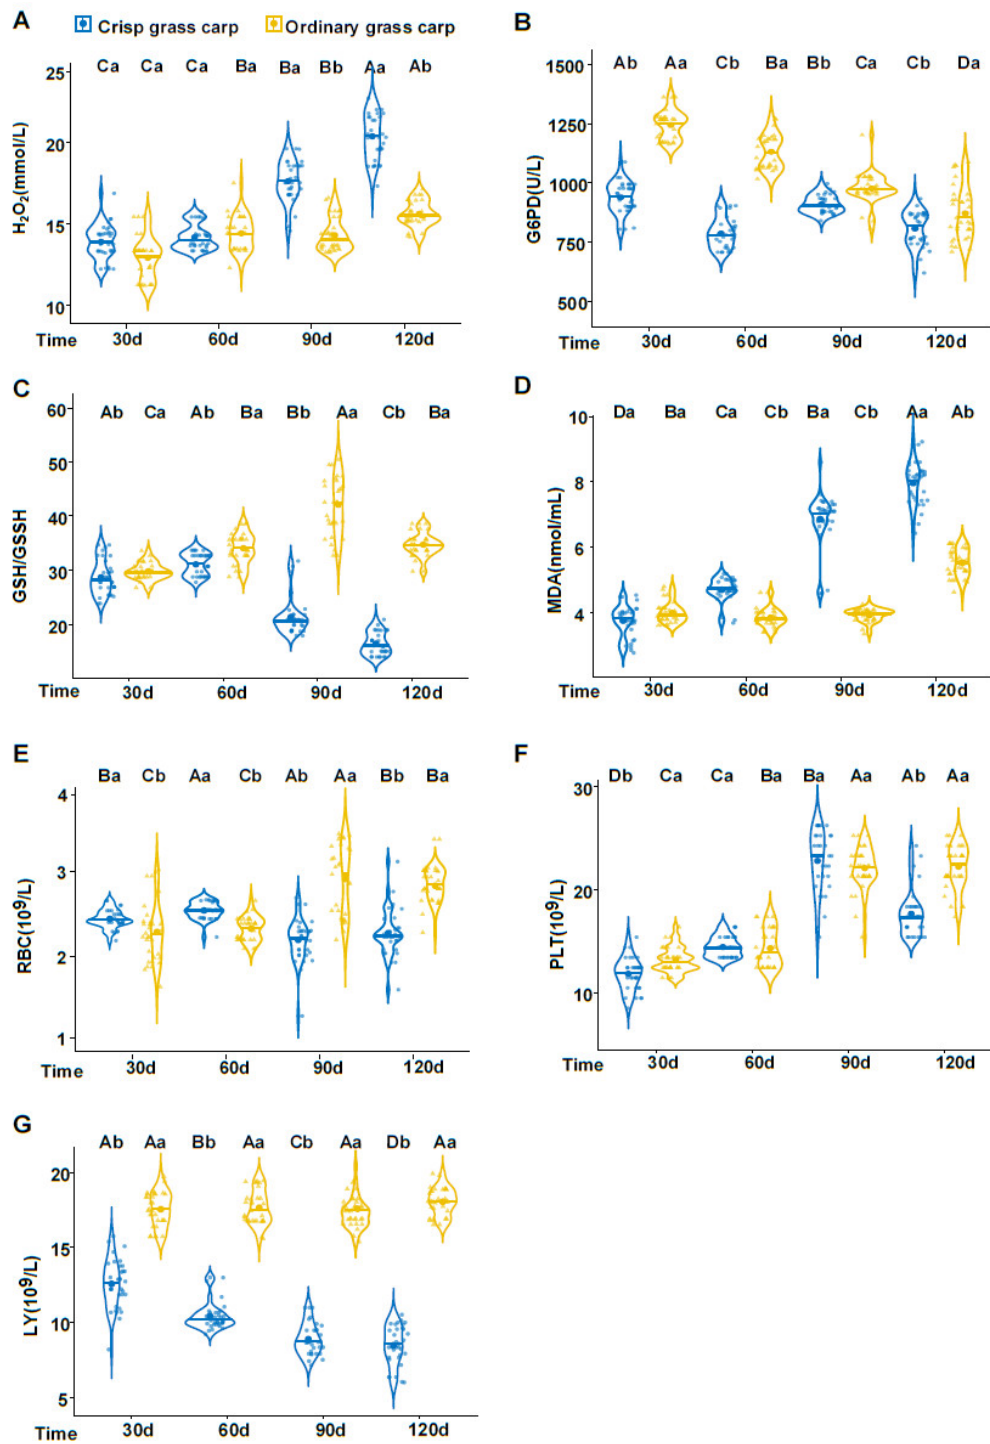 A
Crisp grass carp Ordinary grass carp
Ca Ca Ca Ba Ba Bb Aa Ab
H₂O₂(mmol/L)
25
20
15
10
Time 30d 60d 90d 120d
B
Ab Aa Cb Ba Bb Ca Cb Da
G6PD(U/L)
1500
1250
1000
750
500
Time 30d 60d 90d 120d
C
Ab Ca Ab Ba Bb Aa Cb Ba
GSH/GSSH
60
50
40
30
20
Time 30d 60d 90d 120d
D
Da Ba Ca Cb Ba Cb Aa Ab
MDA(nmol/mL)
10
8
6
4
Time 30d 60d 90d 120d
E
Ba Cb Aa Cb Ab Aa Bb Ba
RBC(10⁹/L)
4
3
2
1
Time 30d 60d 90d 120d
F
Db Ca Ca Ba Ba Aa Ab Aa
PLT(10⁹/L)
30
20
10
Time 30d 60d 90d 120d
G
Ab Aa Bb Aa Cb Aa Db Aa
LY(10⁹/L)
20
15
10
5
Time 30d 60d 90d 120d